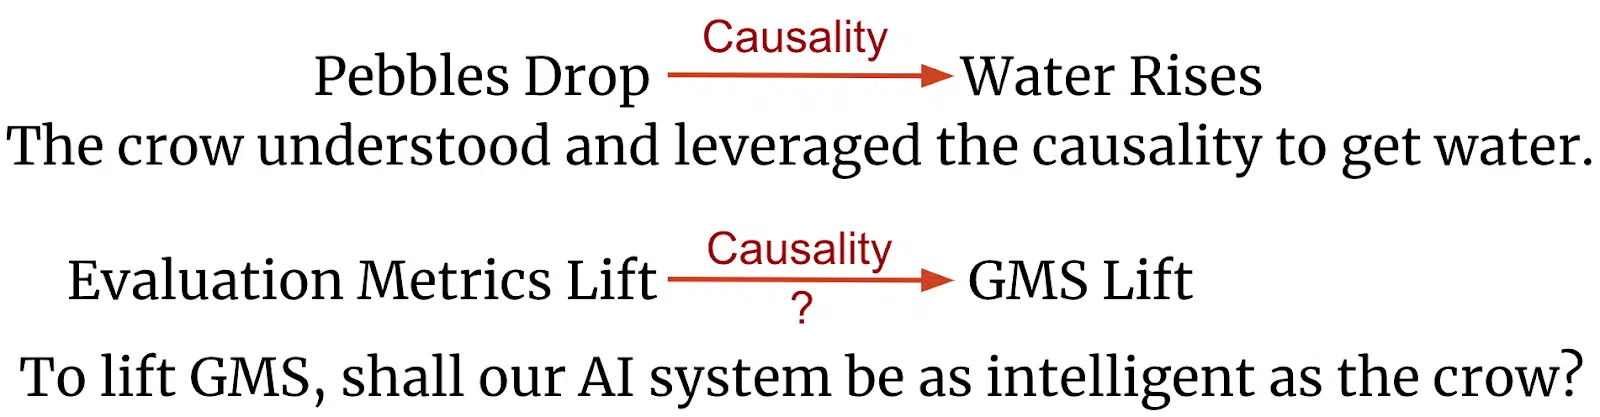 Causality
Pebbles Drop Water Rises
The crow understood and leveraged the causality to get water.
Causality
Evaluation Metrics Lift GMS Lift
?
To lift GMS, shall our AI system be as intelligent as the crow?